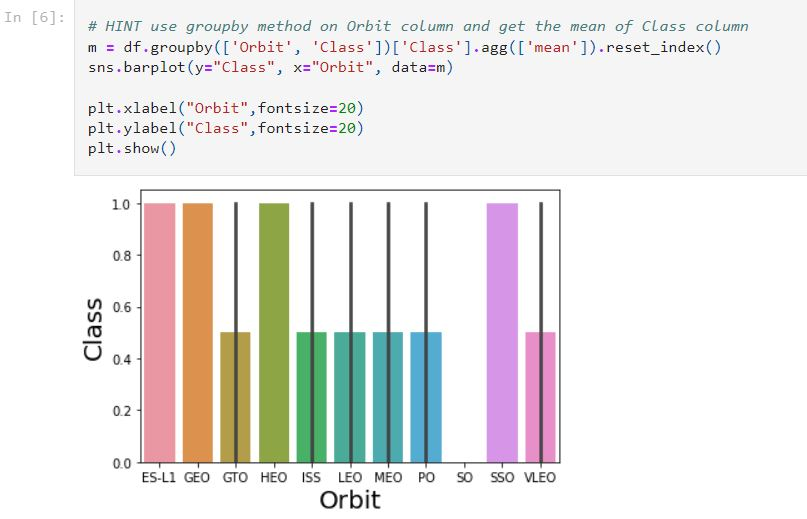 In [6]:
# HINT use groupby method on Orbit column and get the mean of Class column
m = df.groupby(['Orbit', 'Class'])['Class'].agg(['mean']).reset_index()
sns.barplot(y="Class", x="Orbit", data=m)
plt.xlabel("Orbit",fontsize=20)
plt.ylabel("Class",fontsize=20)
plt.show()
1.0
0.8
0.6
0.4
0.2
0.0
Class
ES-L1 GEO GTO HEO ISS LEO MEO PO SO SSO VLEO
Orbit